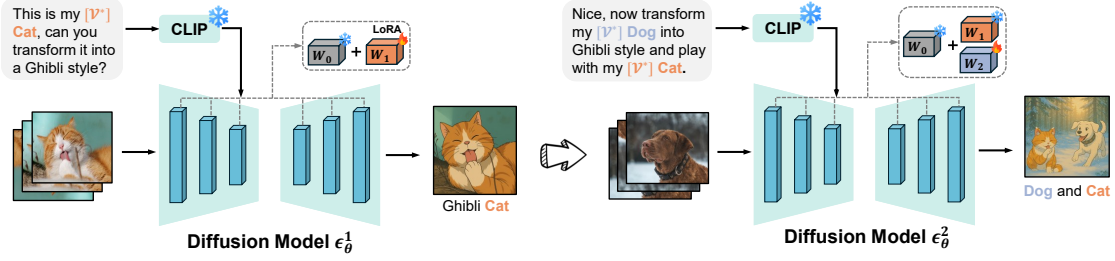 This is my [𝒱*]
Cat, can you
transform it into
a Ghibli style?
CLIP
LoRA
W₀ + W₁
Ghibli Cat
Diffusion Model ϵ¹_θ
Nice, now transform
my [𝒱*] Dog into
Ghibli style and play
with my [𝒱*] Cat.
CLIP
W₀ + W₁
W₂
Dog and Cat
Diffusion Model ϵ²_θ